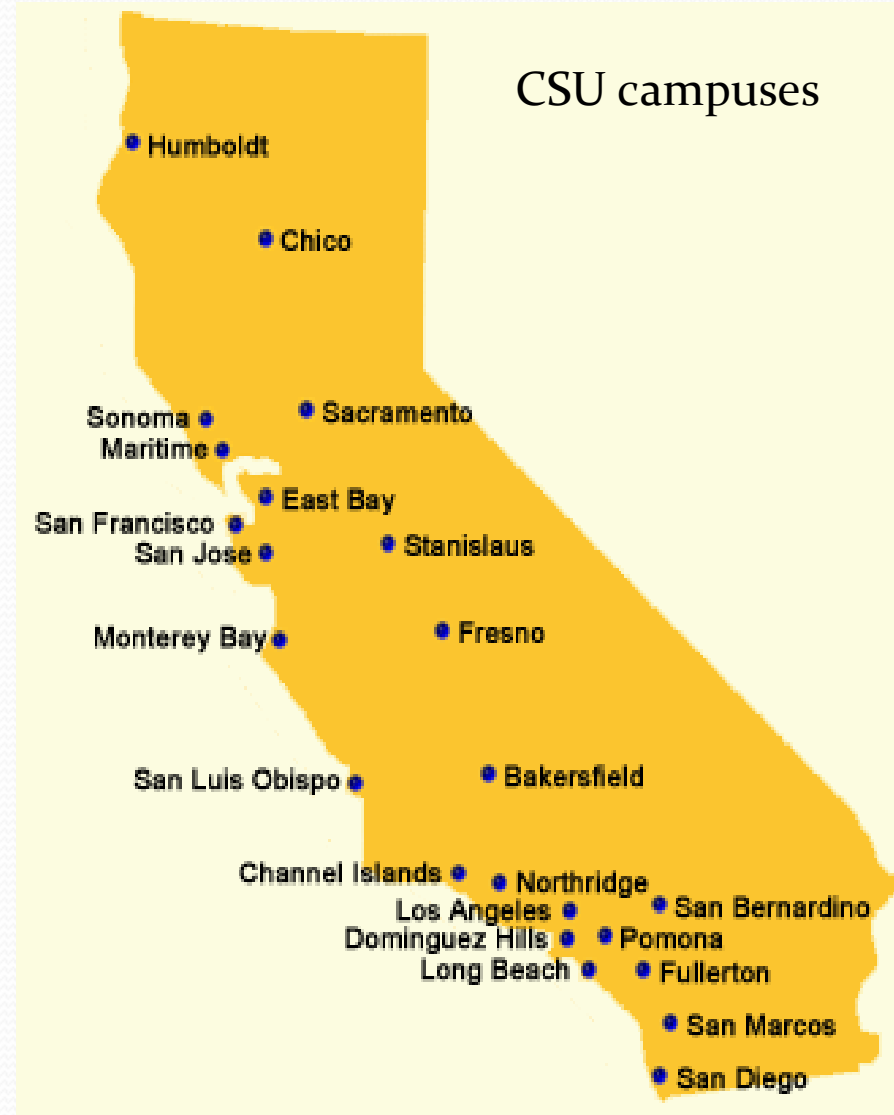 CSU campuses
Humboldt
Chico
Sonoma
Sacramento
Maritime
East Bay
San Francisco
San Jose
Stanislaus
Monterey Bay
Fresno
San Luis Obispo
Bakersfield
Channel Islands
Northridge
Los Angeles
San Bernardino
Dominguez Hills
Pomona
Long Beach
Fullerton
San Marcos
San Diego